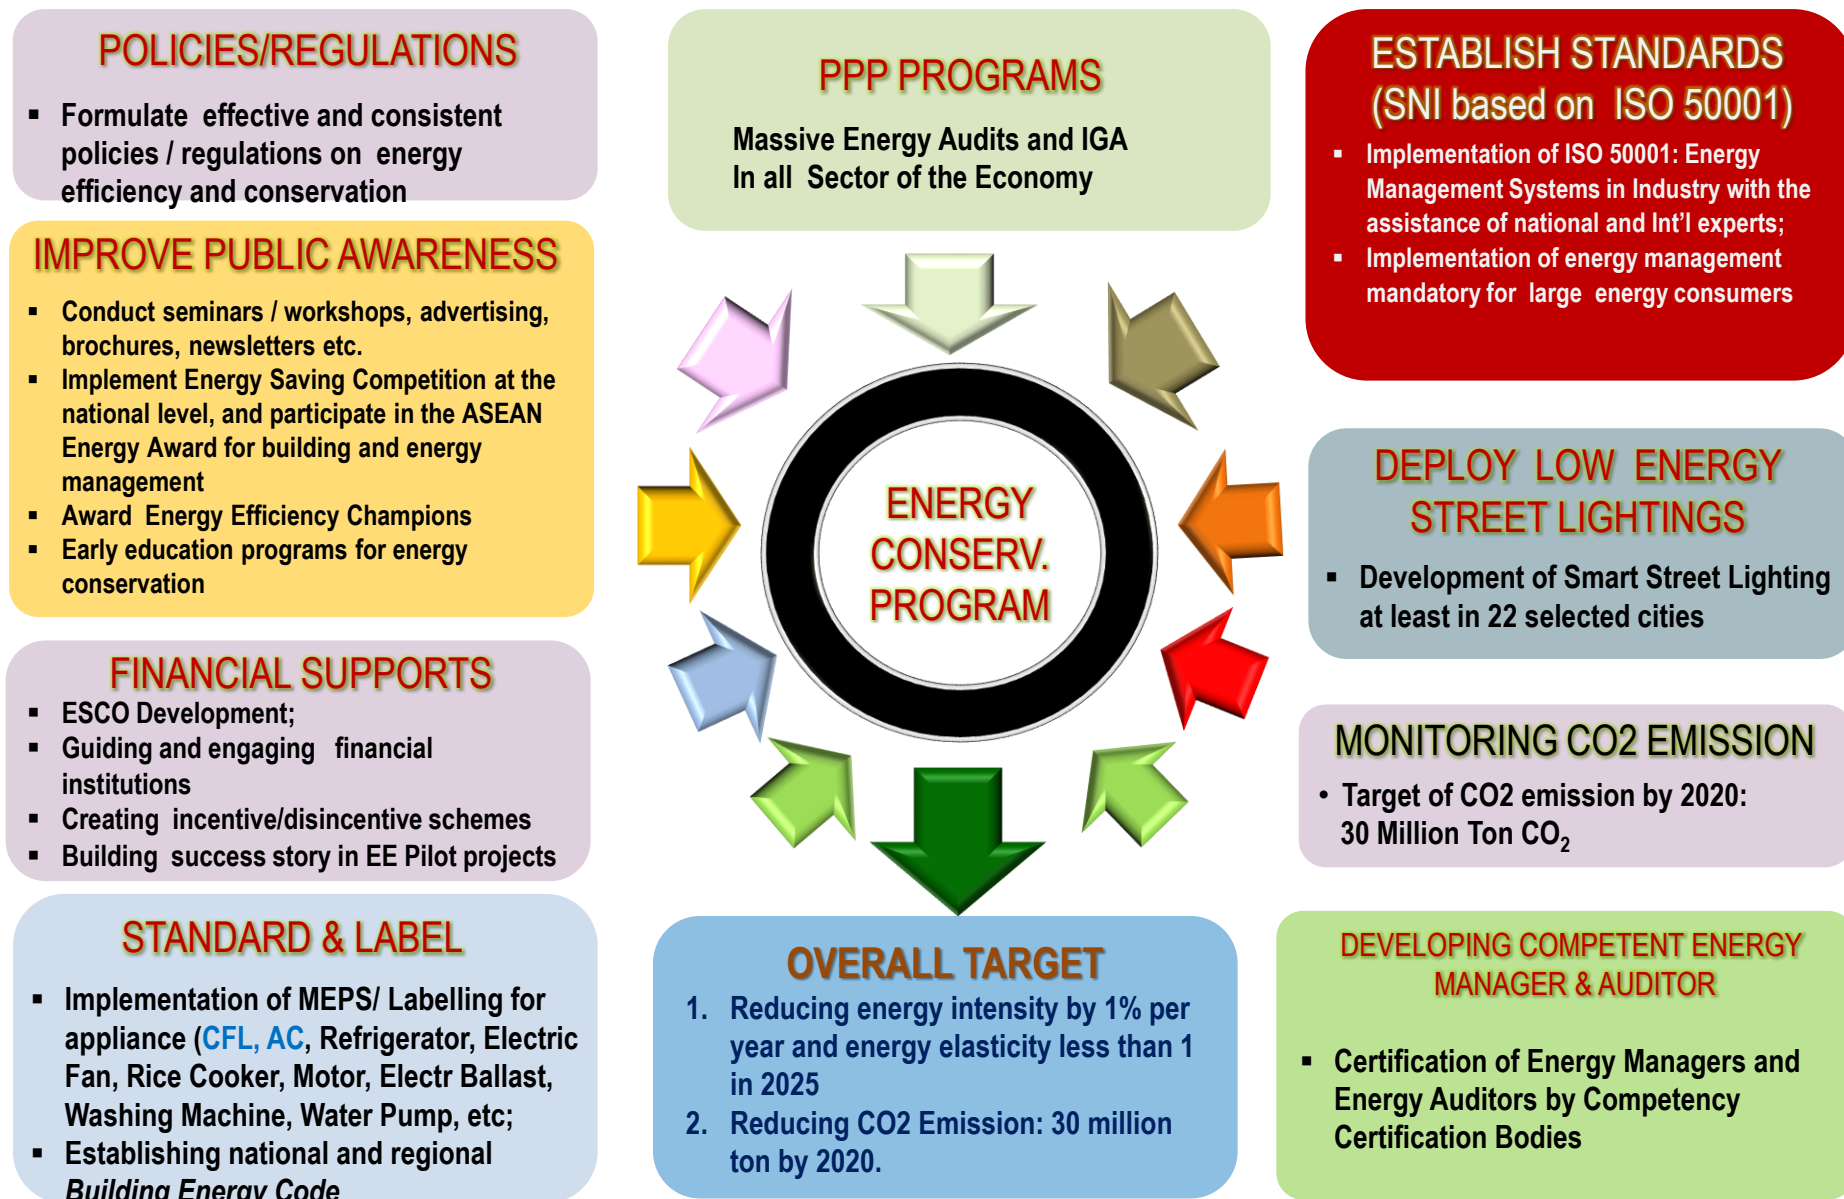 POLICIES/REGULATIONS
▪ Formulate effective and consistent
policies / regulations on energy
efficiency and conservation
IMPROVE PUBLIC AWARENESS
▪ Conduct seminars / workshops, advertising,
brochures, newsletters etc.
▪ Implement Energy Saving Competition at the
national level, and participate in the ASEAN
Energy Award for building and energy
management
▪ Award Energy Efficiency Champions
▪ Early education programs for energy
conservation
FINANCIAL SUPPORTS
▪ ESCO Development;
▪ Guiding and engaging financial
institutions
▪ Creating incentive/disincentive schemes
▪ Building success story in EE Pilot projects
STANDARD & LABEL
▪ Implementation of MEPS/ Labelling for
appliance (CFL, AC, Refrigerator, Electric
Fan, Rice Cooker, Motor, Electr Ballast,
Washing Machine, Water Pump, etc;
▪ Establishing national and regional
Building Energy Code
PPP PROGRAMS
Massive Energy Audits and IGA
In all Sector of the Economy
ENERGY
CONSERV.
PROGRAM
OVERALL TARGET
1. Reducing energy intensity by 1% per
year and energy elasticity less than 1
in 2025
2. Reducing CO2 Emission: 30 million
ton by 2020.
ESTABLISH STANDARDS
(SNI based on ISO 50001)
▪ Implementation of ISO 50001: Energy
Management Systems in Industry with the
assistance of national and Int’l experts;
▪ Implementation of energy management
mandatory for large energy consumers
DEPLOY LOW ENERGY
STREET LIGHTINGS
▪ Development of Smart Street Lighting
at least in 22 selected cities
MONITORING CO2 EMISSION
• Target of CO2 emission by 2020:
30 Million Ton CO₂
DEVELOPING COMPETENT ENERGY
MANAGER & AUDITOR
▪ Certification of Energy Managers and
Energy Auditors by Competency
Certification Bodies